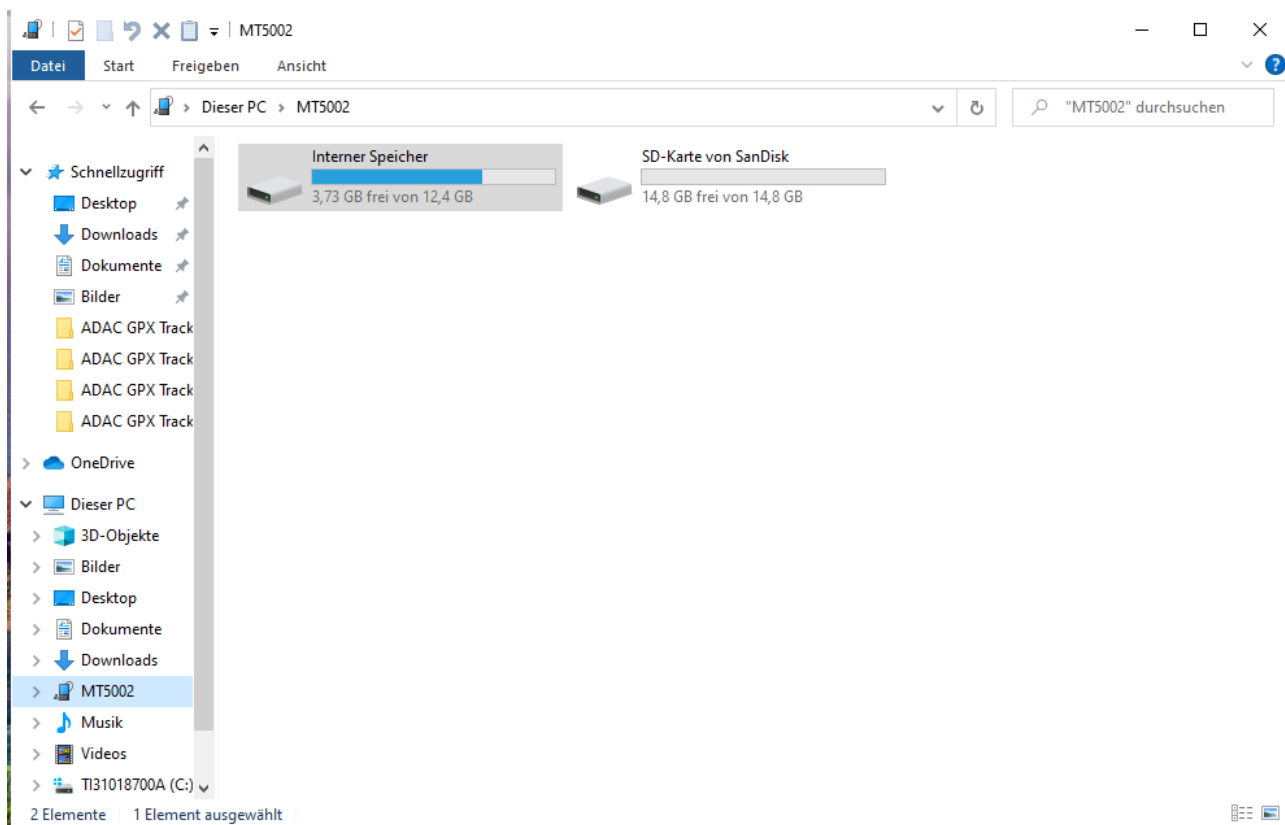 MT5002
Datei Start Freigeben Ansicht
Dieser PC > MT5002
"MT5002" durchsuchen
Schnellzugriff
Desktop
Downloads
Dokumente
Bilder
ADAC GPX Track
ADAC GPX Track
ADAC GPX Track
ADAC GPX Track
OneDrive
Dieser PC
3D-Objekte
Bilder
Desktop
Dokumente
Downloads
MT5002
Musik
Videos
TI31018700A (C:)
Interner Speicher
3,73 GB frei von 12,4 GB
SD-Karte von SanDisk
14,8 GB frei von 14,8 GB
2 Elemente 1 Element ausgewählt